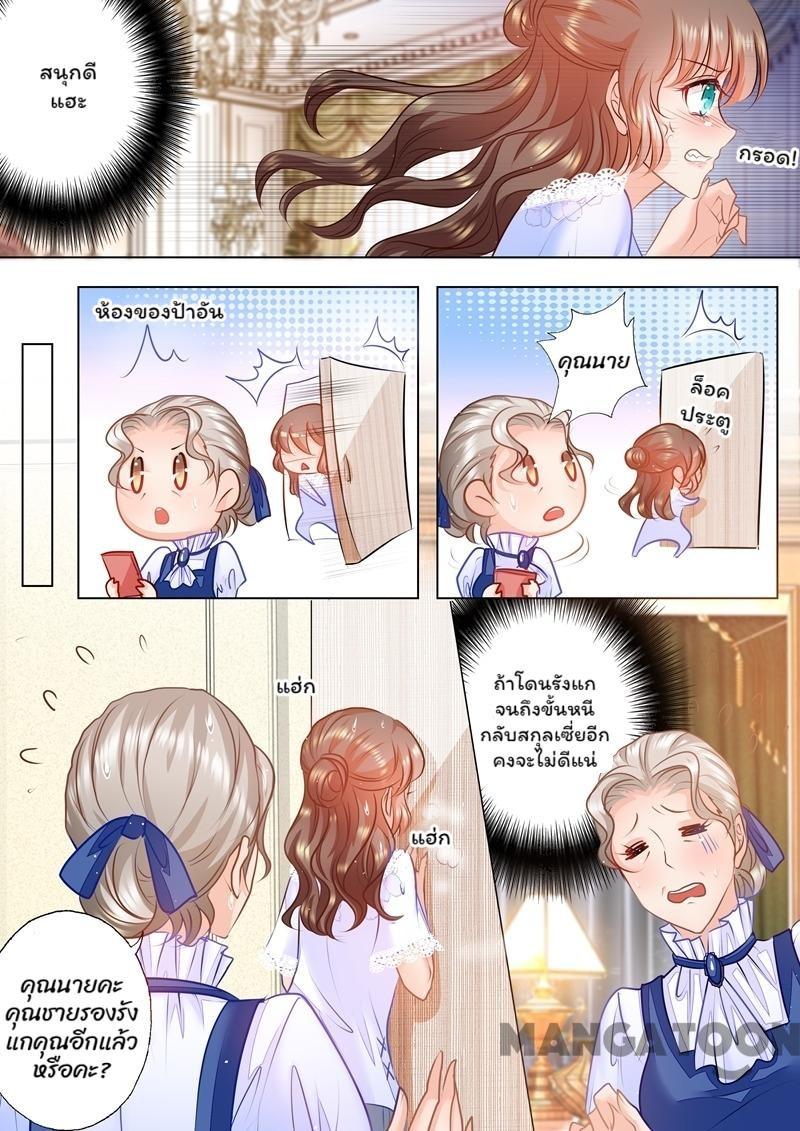 สนุกดี
แฮะ
กรอด!
ห้องของป้าอัน
คุณนาย
ล็อค
ประตู
แฮ่ก
แฮ่ก
ถ้าโดนรังแก
จนถึงขั้นหนี
กลับสกุลเซี่ยอีก
คงจะไม่ดีแน่
คุณนายคะ
คุณชายรองรัง
แกคุณอีกแล้ว
หรือคะ?
MANGATOON